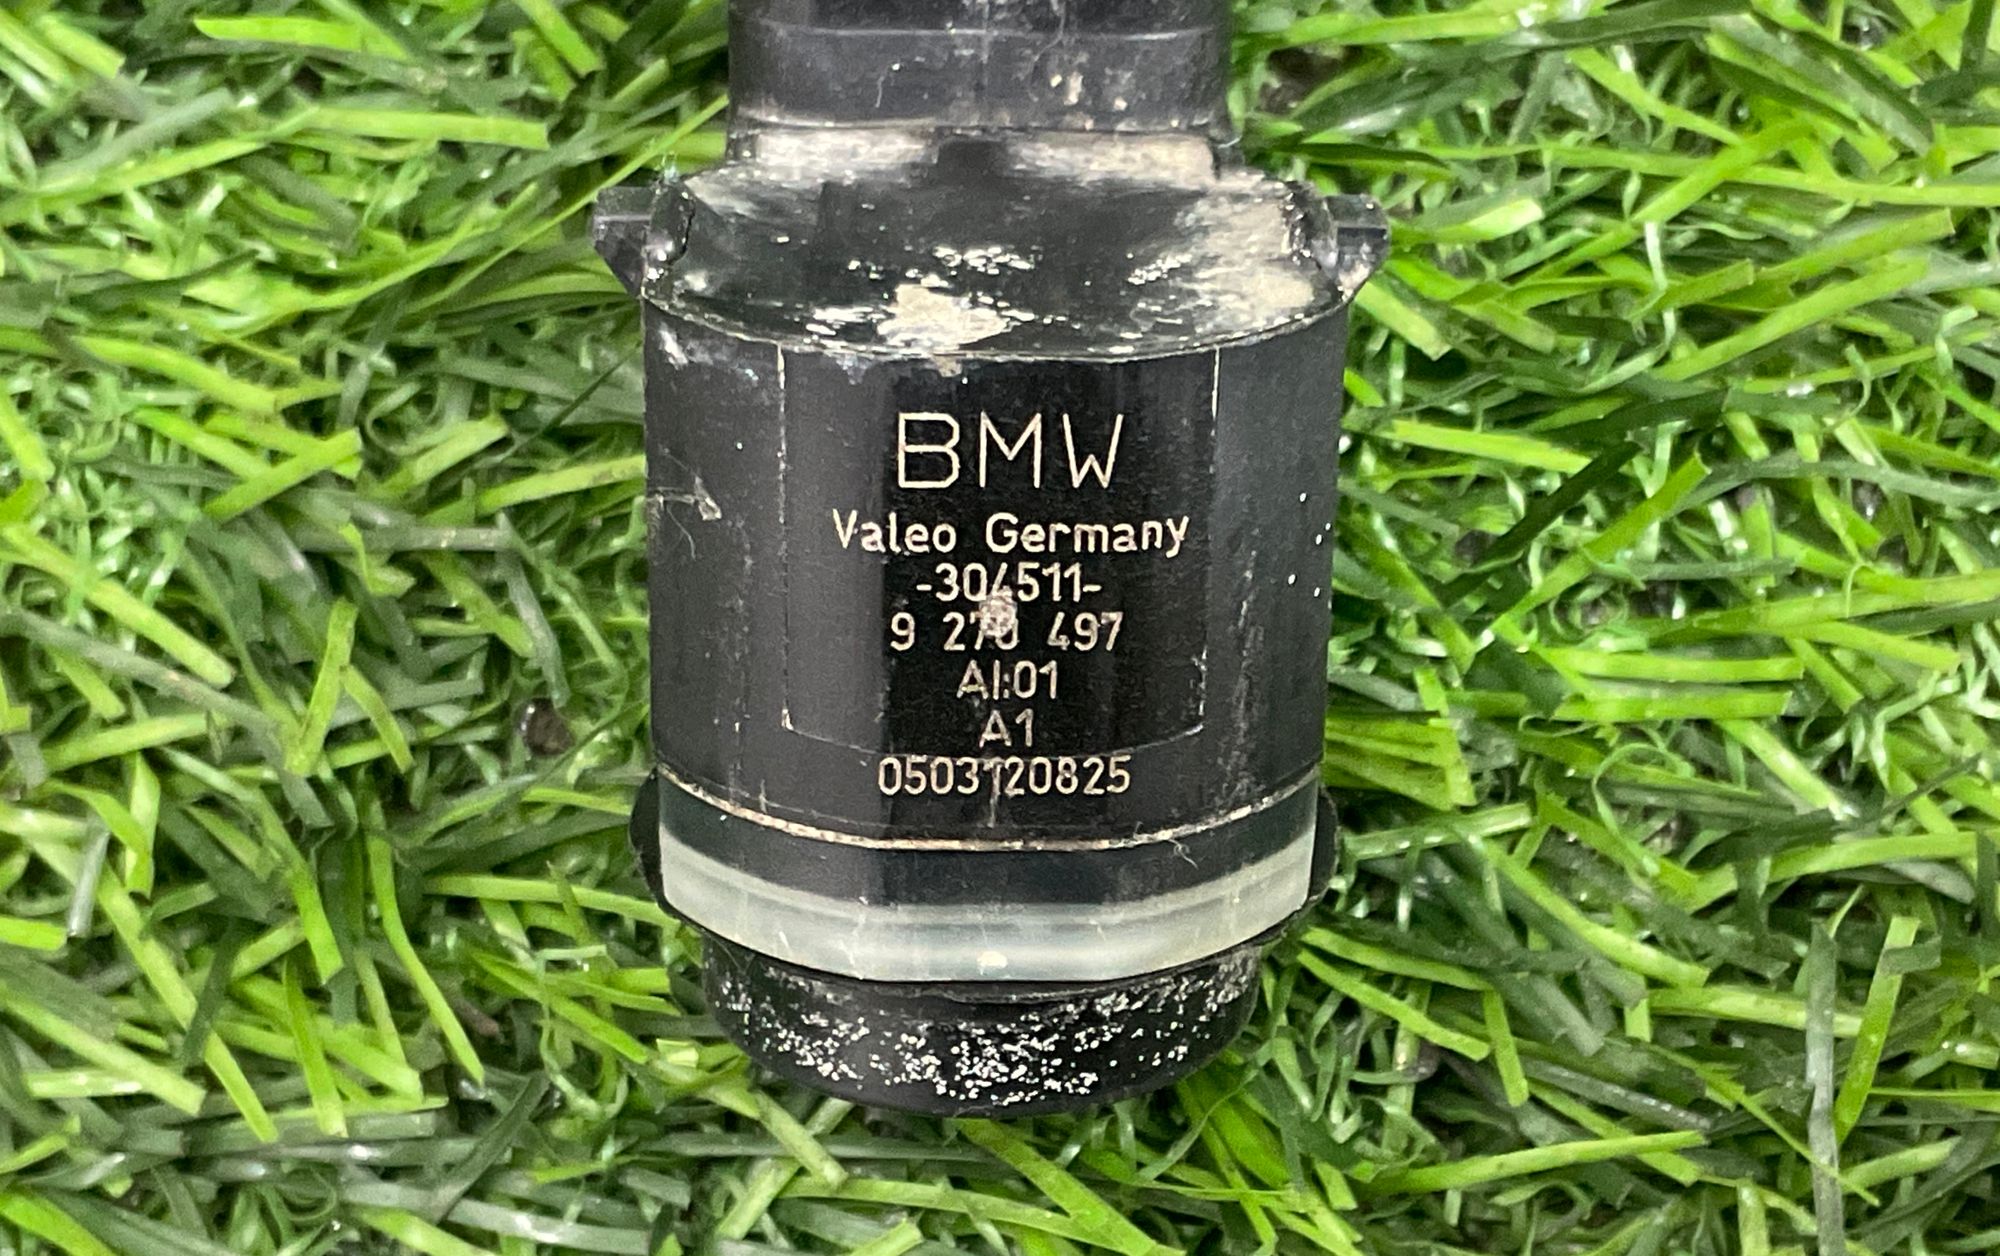 BMW
Valeo Germany
-304511-
9 270 497
AI:01
A1
0503120825